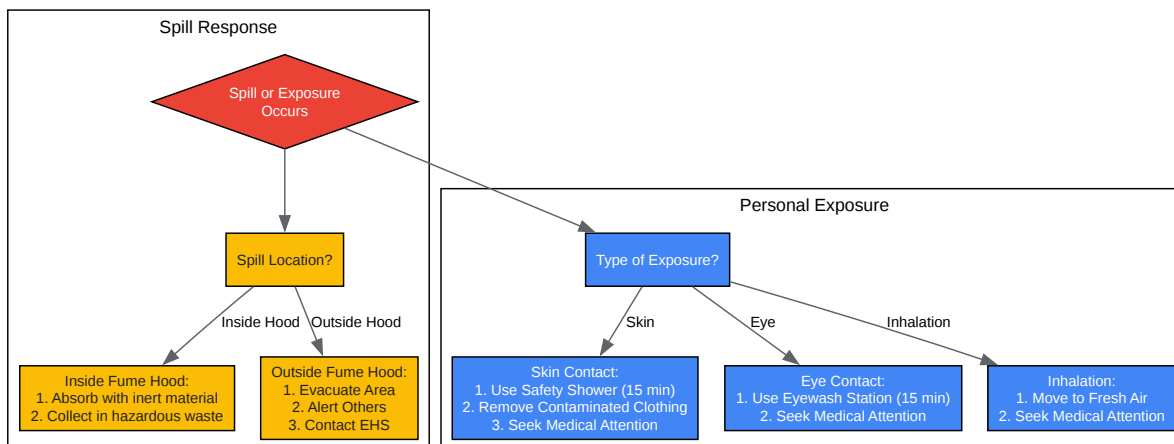 Spill Response
Spill or Exposure
Occurs
Personal Exposure
Spill Location?
Type of Exposure?
Inside Hood
Outside Hood
Skin
Eye
Inhalation
Inside Fume Hood:
1. Absorb with inert material
2. Collect in hazardous waste
Outside Fume Hood:
1. Evacuate Area
2. Alert Others
3. Contact EHS
Skin Contact:
1. Use Safety Shower (15 min)
2. Remove Contaminated Clothing
3. Seek Medical Attention
Eye Contact:
1. Use Eyewash Station (15 min)
2. Seek Medical Attention
Inhalation:
1. Move to Fresh Air
2. Seek Medical Attention